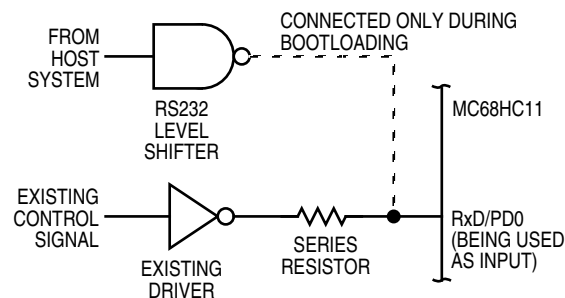 FROM
HOST
SYSTEM
CONNECTED ONLY DURING
BOOTLOADING
RS232
LEVEL
SHIFTER
MC68HC11
EXISTING
CONTROL
SIGNAL
EXISTING
DRIVER
SERIES
RESISTOR
RxD/PD0
(BEING USED
AS INPUT)